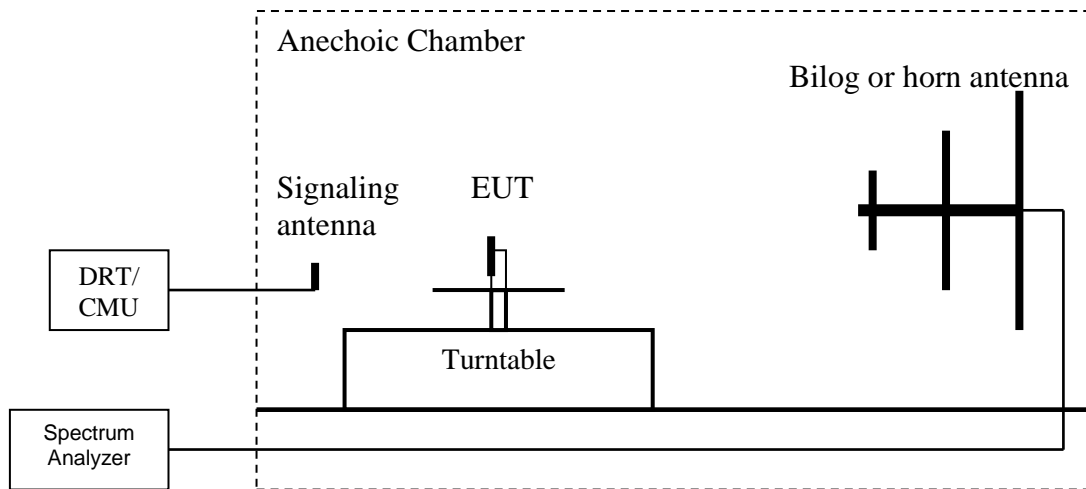 Anechoic Chamber
Bilog or horn antenna
Signaling
antenna
EUT
DRT/
CMU
Turntable
Spectrum
Analyzer